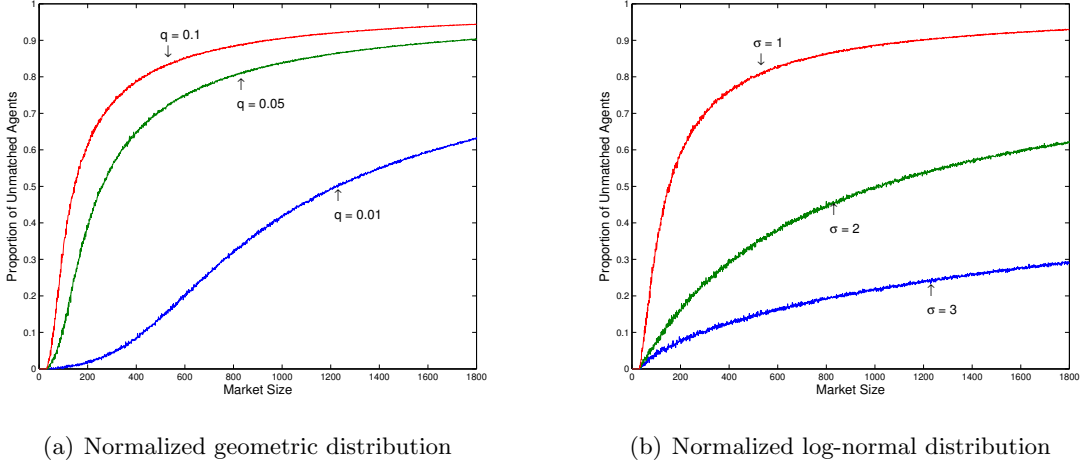 1
0.9
0.8
0.7
0.6
0.5
0.4
0.3
0.2
0.1
0
Proportion of Unmatched Agents
q = 0.1
q = 0.05
q = 0.01
0 200 400 600 800 1000 1200 1400 1600 1800
Market Size
(a) Normalized geometric distribution
1
0.9
0.8
0.7
0.6
0.5
0.4
0.3
0.2
0.1
0
Proportion of Unmatched Agents
σ = 1
σ = 2
σ = 3
0 200 400 600 800 1000 1200 1400 1600 1800
Market Size
(b) Normalized log-normal distribution